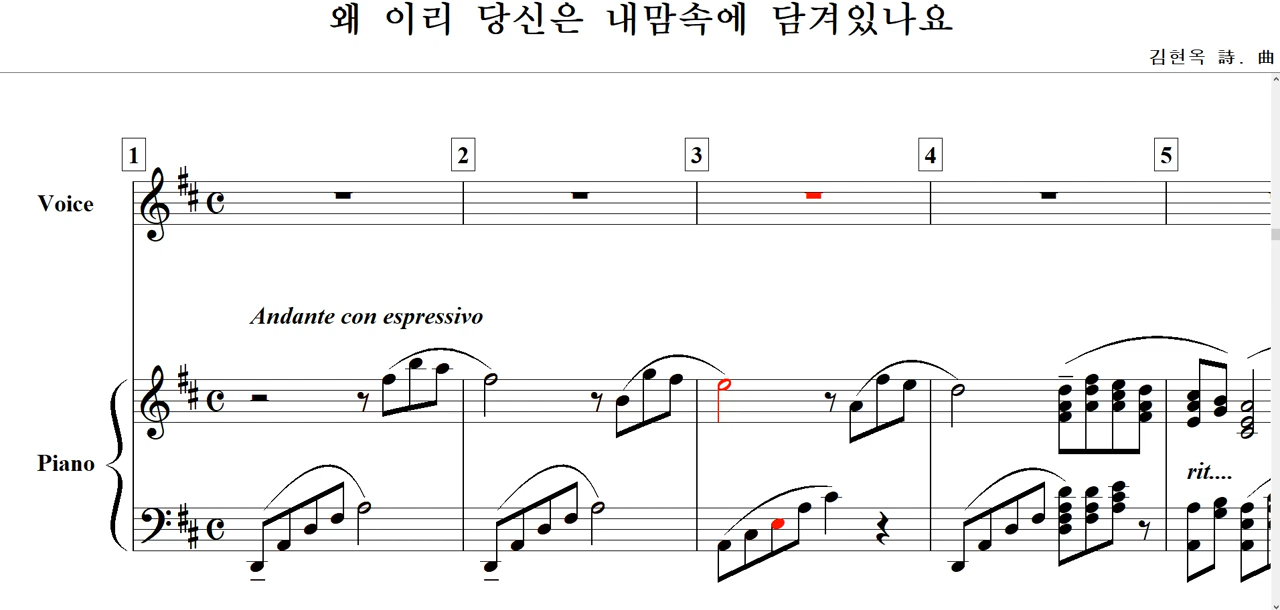 왜 이리 당신은 내맘속에 담겨있나요
김현옥 詩. 曲
1 2 3 4 5
Voice
Andante con espressivo
Piano
rit....